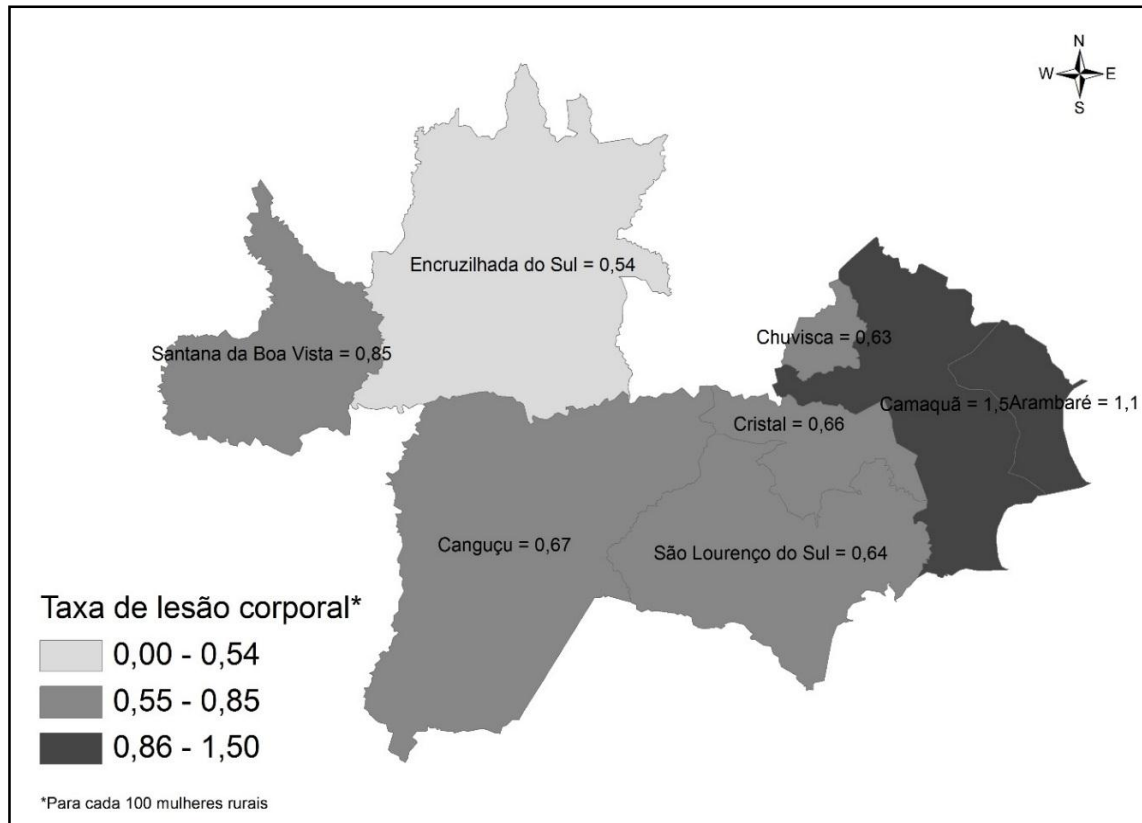 N
W E
S
Encruzilhada do Sul = 0,54
Chuvisca = 0,63
Santana da Boa Vista = 0,85
Camaquã = 1,5
Arambaré = 1,1
Cristal = 0,66
Canguçu = 0,67
São Lourenço do Sul = 0,64
Taxa de lesão corporal*
0,00 - 0,54
0,55 - 0,85
0,86 - 1,50
*Para cada 100 mulheres rurais